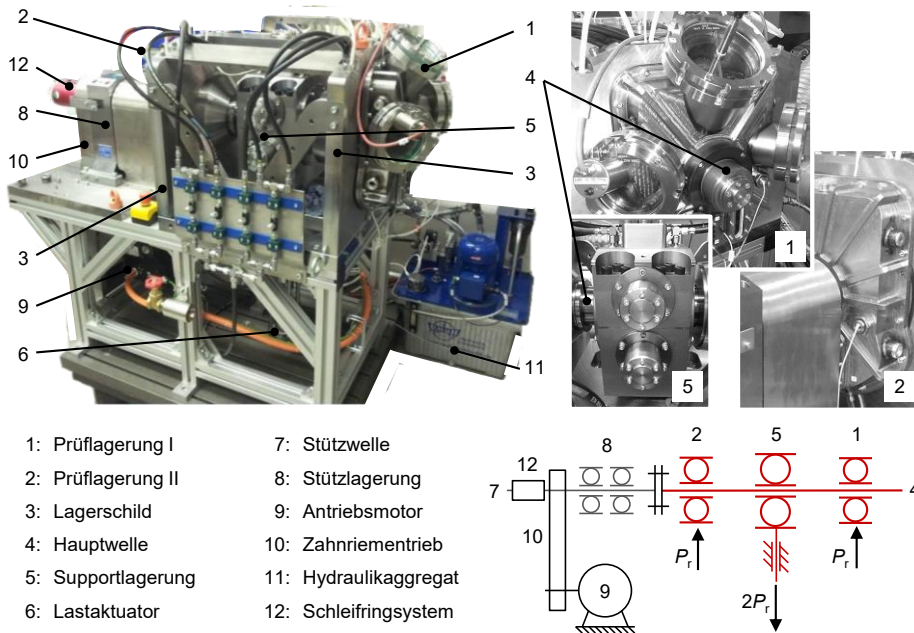 2
12
8
10
3
9
6
1
5
3
11
4
1
5
2
1: Prüflagerung I
2: Prüflagerung II
3: Lagerschild
4: Hauptwelle
5: Supportlagerung
6: Lastaktuator
7: Stützwelle
8: Stützlagerung
9: Antriebsmotor
10: Zahnriementrieb
11: Hydraulikaggregat
12: Schleifringsystem
8
2
5
1
12
7
4
10
9
Pr
2Pr
Pr